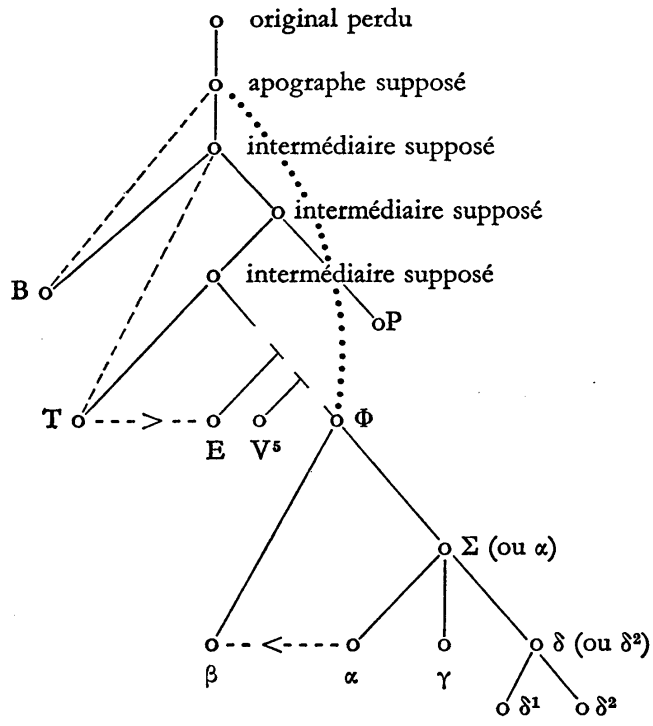 original perdu
apographe supposé
intermédiaire supposé
intermédiaire supposé
intermédiaire supposé
B
P
T
E
V⁵
Φ
Σ (ou α)
β
α
γ
δ (ou δ²)
δ¹
δ²